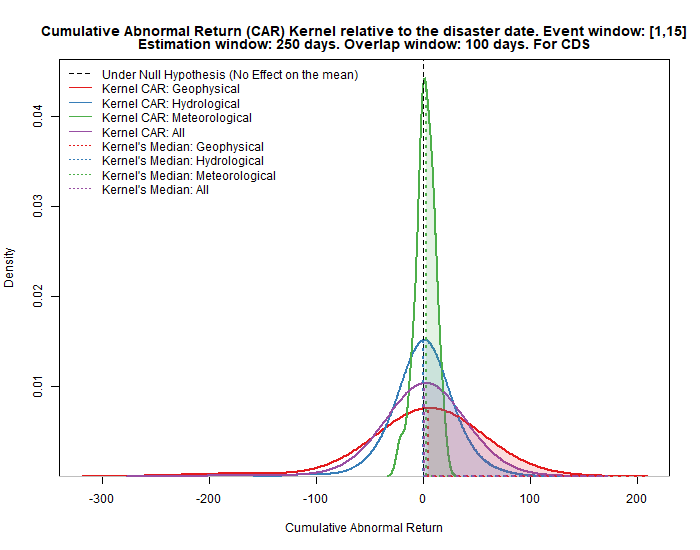 Cumulative Abnormal Return (CAR) Kernel relative to the disaster date. Event window: [1,15]
Estimation window: 250 days. Overlap window: 100 days. For CDS
Under Null Hypothesis (No Effect on the mean)
Kernel CAR: Geophysical
Kernel CAR: Hydrological
Kernel CAR: Meteorological
Kernel CAR: All
Kernel's Median: Geophysical
Kernel's Median: Hydrological
Kernel's Median: Meteorological
Kernel's Median: All
Density
0.04
0.03
0.02
0.01
-300 -200 -100 0 100 200
Cumulative Abnormal Return